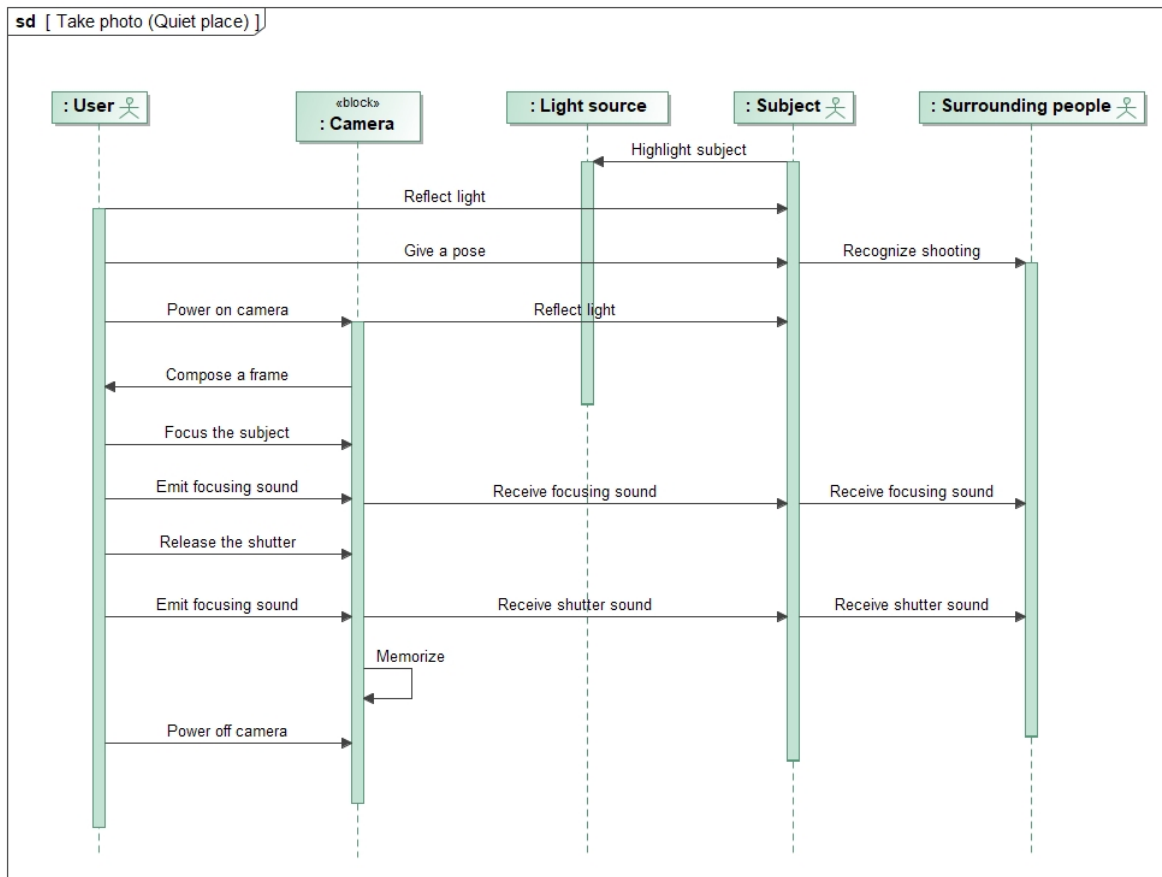 sd [ Take photo (Quiet place) ]
: User
«block»
: Camera
: Light source
: Subject
: Surrounding people
Highlight subject
Reflect light
Give a pose
Recognize shooting
Power on camera
Reflect light
Compose a frame
Focus the subject
Emit focusing sound
Receive focusing sound
Receive focusing sound
Release the shutter
Emit focusing sound
Receive shutter sound
Receive shutter sound
Memorize
Power off camera